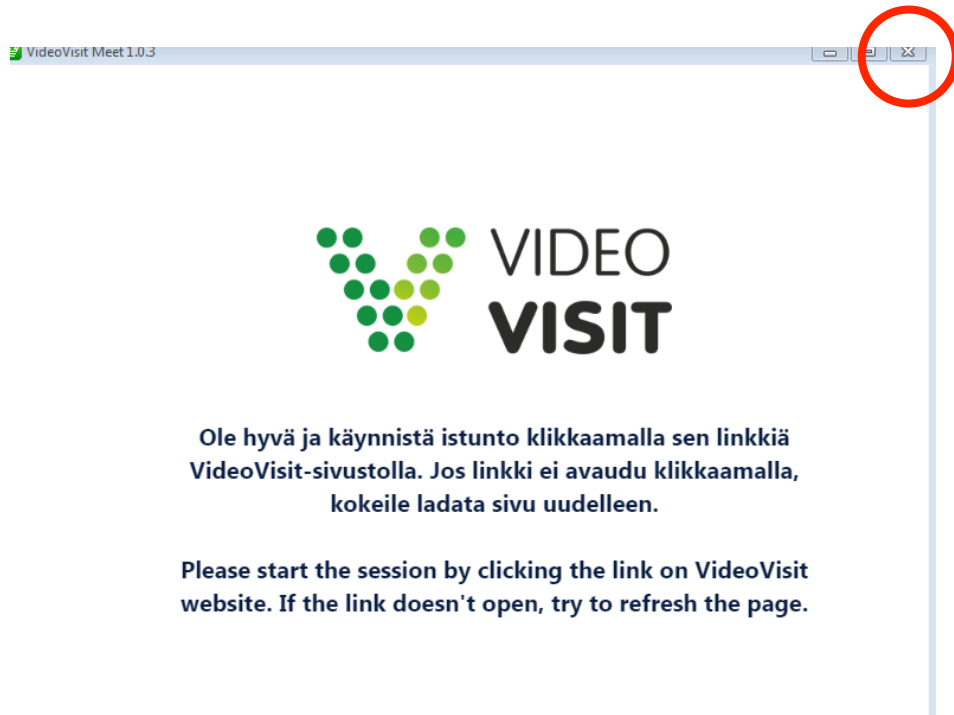 VideoVisit Meet 1.0.3
VIDEO
VISIT
Ole hyvä ja käynnistä istunto klikkaamalla sen linkkiä
VideoVisit-sivustolla. Jos linkki ei avaudu klikkaamalla,
kokeile ladata sivu uudelleen.
Please start the session by clicking the link on VideoVisit
website. If the link doesn't open, try to refresh the page.